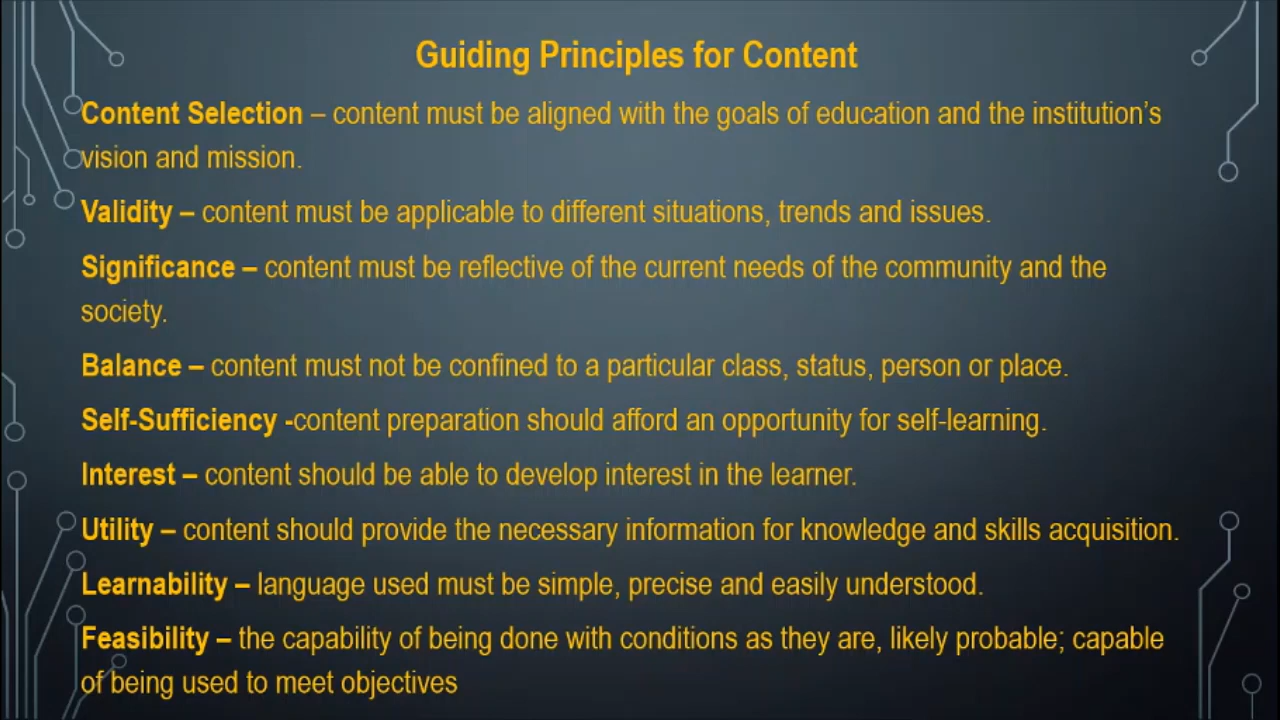 Guiding Principles for Content
Content Selection – content must be aligned with the goals of education and the institution’s
vision and mission.
Validity – content must be applicable to different situations, trends and issues.
Significance – content must be reflective of the current needs of the community and the
society.
Balance – content must not be confined to a particular class, status, person or place.
Self-Sufficiency -content preparation should afford an opportunity for self-learning.
Interest – content should be able to develop interest in the learner.
Utility – content should provide the necessary information for knowledge and skills acquisition.
Learnability – language used must be simple, precise and easily understood.
Feasibility – the capability of being done with conditions as they are, likely probable; capable
of being used to meet objectives